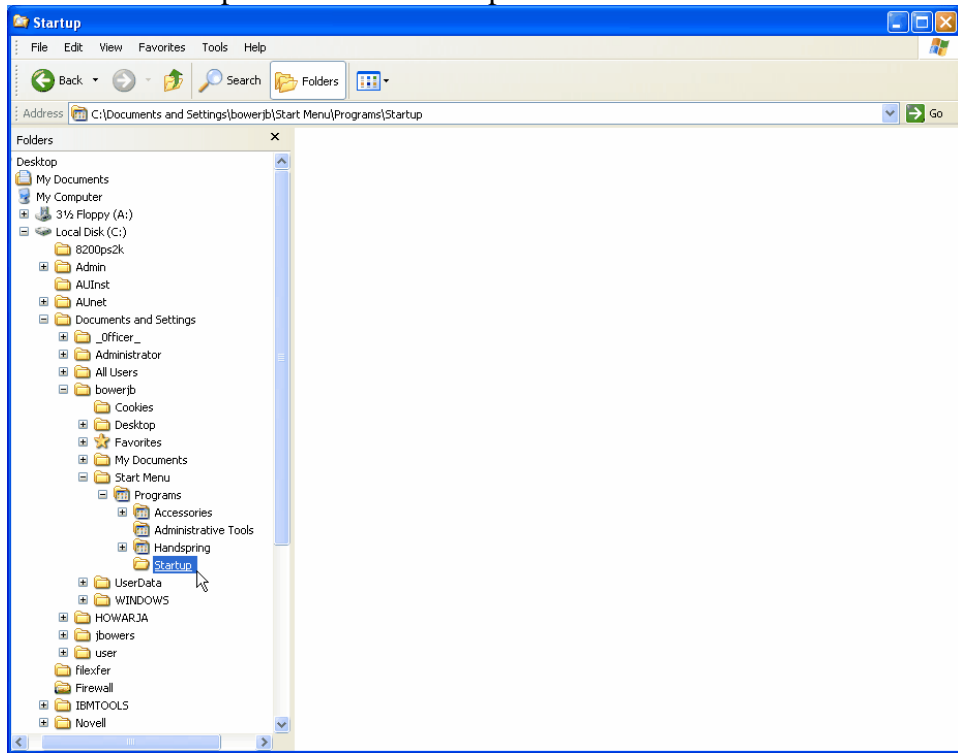 Startup
File Edit View Favorites Tools Help
Back Search Folders
Address C:\Documents and Settings\bowerjb\Start Menu\Programs\Startup Go
Folders
Desktop
My Documents
My Computer
3½ Floppy (A:)
Local Disk (C:)
8200ps2k
Admin
AUInst
AUnet
Documents and Settings
_Officer_
Administrator
All Users
bowerjb
Cookies
Desktop
Favorites
My Documents
Start Menu
Programs
Accessories
Administrative Tools
Handspring
Startup
UserData
WINDOWS
HOWARJA
jbowers
user
filexfer
Firewall
IBMTOOLS
Novell